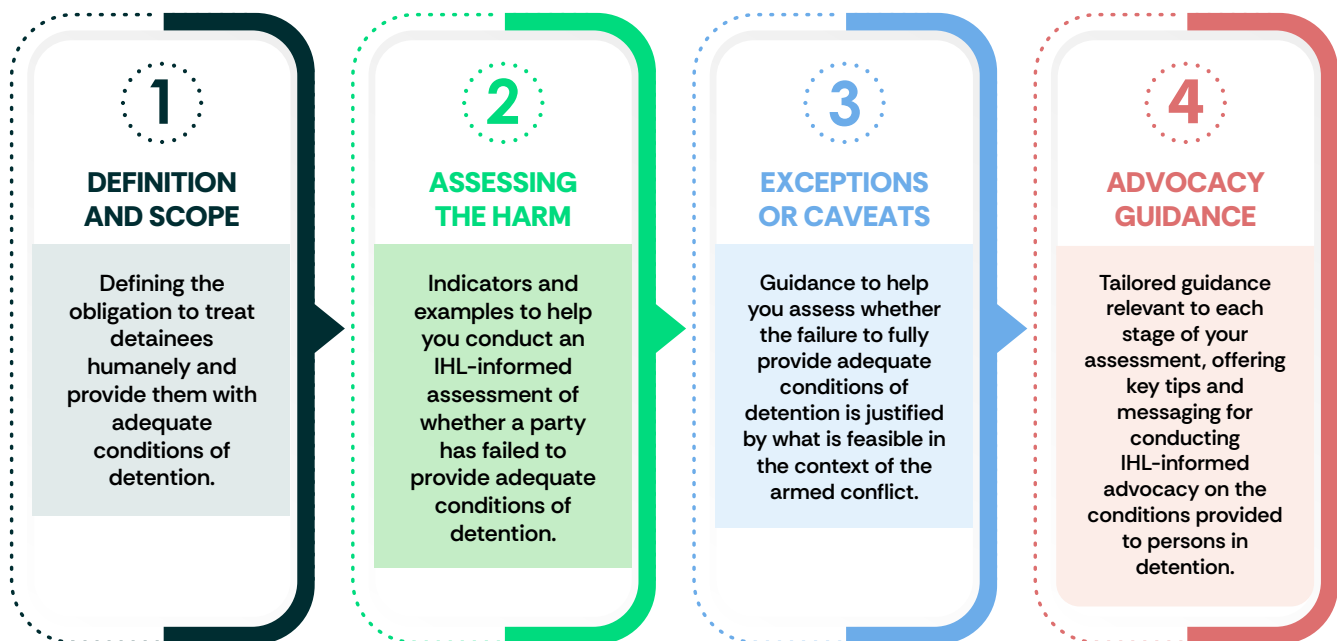 1
DEFINITION
AND SCOPE
Defining the
obligation to treat
detainees
humanely and
provide them with
adequate
conditions of
detention.
2
ASSESSING
THE HARM
Indicators and
examples to help
you conduct an
IHL-informed
assessment of
whether a party
has failed to
provide adequate
conditions of
detention.
3
EXCEPTIONS
OR CAVEATS
Guidance to help
you assess whether
the failure to fully
provide adequate
conditions of
detention is justified
by what is feasible in
the context of the
armed conflict.
4
ADVOCACY
GUIDANCE
Tailored guidance
relevant to each
stage of your
assessment, offering
key tips and
messaging for
conducting
IHL-informed
advocacy on the
conditions provided
to persons in
detention.